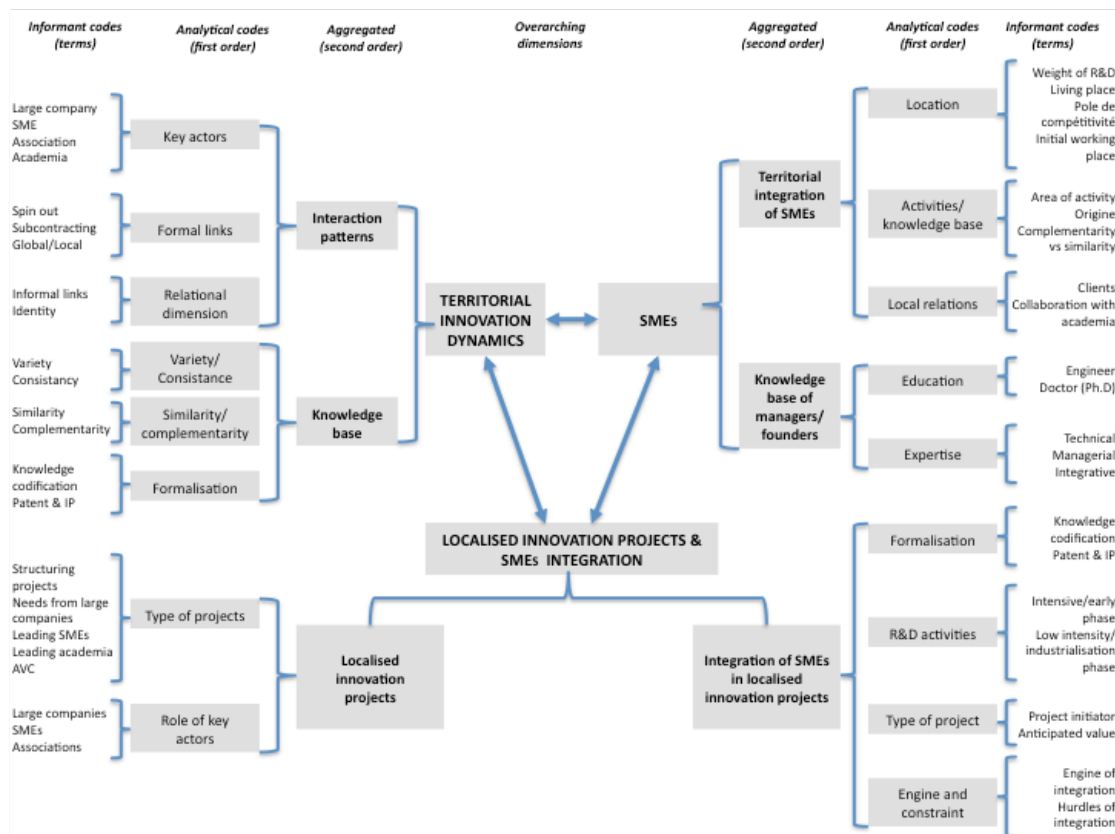 Informant codes
(terms)
Analytical codes
(first order)
Aggregated
(second order)
Overarching
dimensions
Aggregated
(second order)
Analytical codes
(first order)
Informant codes
(terms)
Large company
SME
Association
Academia
Key actors
Spin out
Subcontracting
Global/Local
Formal links
Informal links
Identity
Relational
dimension
Interaction
patterns
Variety
Consistancy
Variety/
Consistance
Similarity
Complementarity
Similarity/
complementarity
Knowledge
codification
Patent & IP
Formalisation
Knowledge
base
TERRITORIAL
INNOVATION
DYNAMICS
SMEs
Territorial
integration
of SMEs
Location
Weight of R&D
Living place
Pole de
compétitivité
Initial working
place
Activities/
knowledge base
Area of activity
Origine
Complementarity
vs similarity
Local relations
Clients
Collaboration with
academia
Knowledge
base of
managers/
founders
Education
Engineer
Doctor (Ph.D)
Expertise
Technical
Managerial
Integrative
LOCALISED INNOVATION PROJECTS &
SMEs INTEGRATION
Structuring
projects
Needs from large
companies
Leading SMEs
Leading academia
AVC
Type of projects
Large companies
SMEs
Associations
Role of key
actors
Localised
innovation
projects
Integration of SMEs
in localised
innovation projects
Formalisation
Knowledge
codification
Patent & IP
R&D activities
Intensive/early
phase
Low intensity/
industrialisation
phase
Type of project
Project initiator
Anticipated value
Engine and
constraint
Engine of
integration
Hurdles of
integration